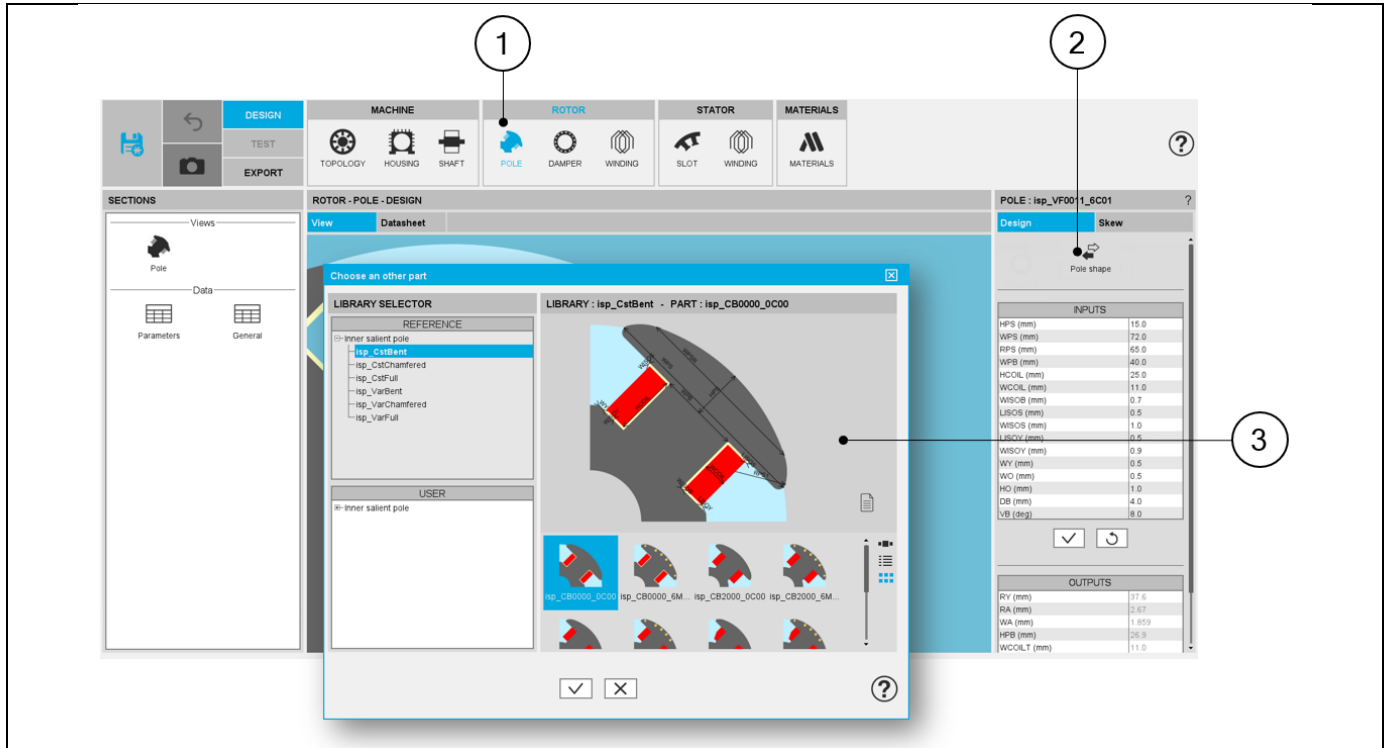 1
2
DESIGN
TEST
EXPORT
MACHINE
TOPOLOGY HOUSING SHAFT
ROTOR
POLE DAMPER WINDING
STATOR
SLOT WINDING
MATERIALS
MATERIALS
?
SECTIONS
Views
Pole
Data
Parameters General
ROTOR - POLE - DESIGN
View Datasheet
POLE : isp_VF0011_6C01 ?
Design Skew
Pole shape
Choose an other part
LIBRARY SELECTOR
REFERENCE
Inner salient pole
isp_CstBent
isp_CstChamfered
isp_CstFull
isp_VarBent
isp_VarChamfered
isp_VarFull
USER
Inner salient pole
LIBRARY : isp_CstBent - PART : isp_CB0000_0C00
WPS
HPS
WPB
isp_CB0000_0C00 isp_CB0000_6M... isp_CB2000_0C00 isp_CB2000_6M...
?
3
INPUTS
HPS (mm) 15.0
WPS (mm) 72.0
RPS (mm) 65.0
WPB (mm) 40.0
HCOIL (mm) 25.0
WCOIL (mm) 11.0
WISOB (mm) 0.7
LISOS (mm) 0.5
WISOS (mm) 1.0
LISOY (mm) 0.5
WISOY (mm) 0.9
WY (mm) 0.5
WO (mm) 0.5
HO (mm) 1.0
DB (mm) 4.0
VB (deg) 8.0
OUTPUTS
RY (mm) 37.6
RA (mm) 2.67
WA (mm) 1.859
HPB (mm) 26.9
WCOILT (mm) 11.0